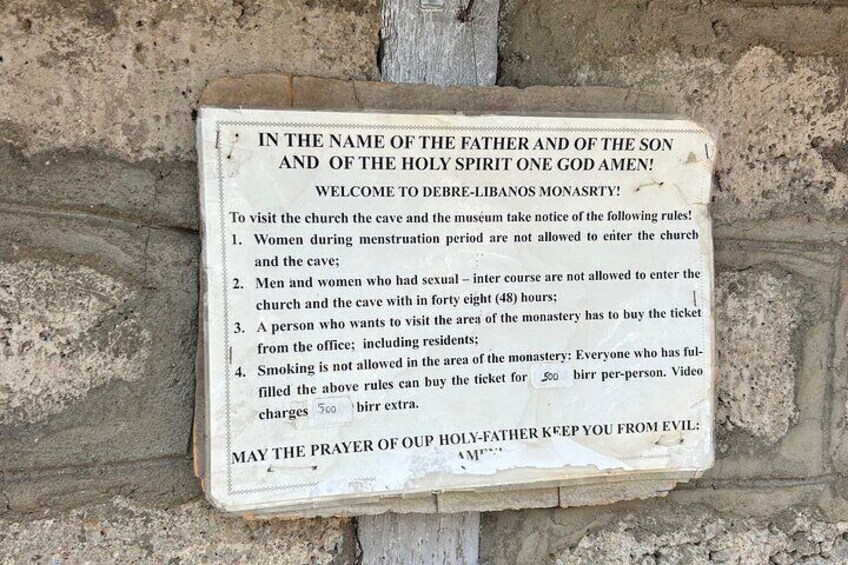 IN THE NAME OF THE FATHER AND OF THE SON
AND OF THE HOLY SPIRIT ONE GOD AMEN!
WELCOME TO DEBRE-LIBANOS MONASRTY!
To visit the church the cave and the museum take notice of the following rules!
1. Women during menstruation period are not allowed to enter the church
and the cave;
2. Men and women who had sexual – inter course are not allowed to enter the
church and the cave with in forty eight (48) hours;
3. A person who wants to visit the area of the monastery has to buy the ticket
from the office; including residents;
4. Smoking is not allowed in the area of the monastery: Everyone who has ful-
filled the above rules can buy the ticket for 500 birr per-person. Video
charges 500 birr extra.
MAY THE PRAYER OF OUR HOLY-FATHER KEEP YOU FROM EVIL:
AMEN!